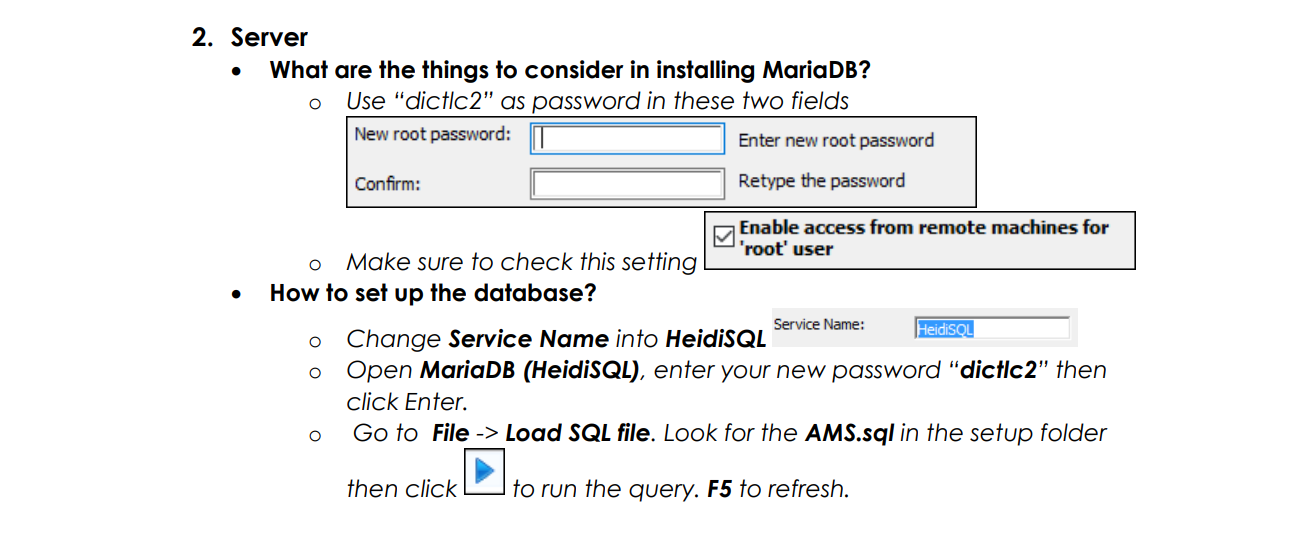 2. Server
• What are the things to consider in installing MariaDB?
o Use “dictlc2” as password in these two fields
New root password: Enter new root password
Confirm: Retype the password
Enable access from remote machines for
'root' user
o Make sure to check this setting
• How to set up the database?
o Change Service Name into HeidiSQL Service Name: HeidiSQL
o Open MariaDB (HeidiSQL), enter your new password “dictlc2” then
click Enter.
o Go to File -> Load SQL file. Look for the AMS.sql in the setup folder
then click to run the query. F5 to refresh.